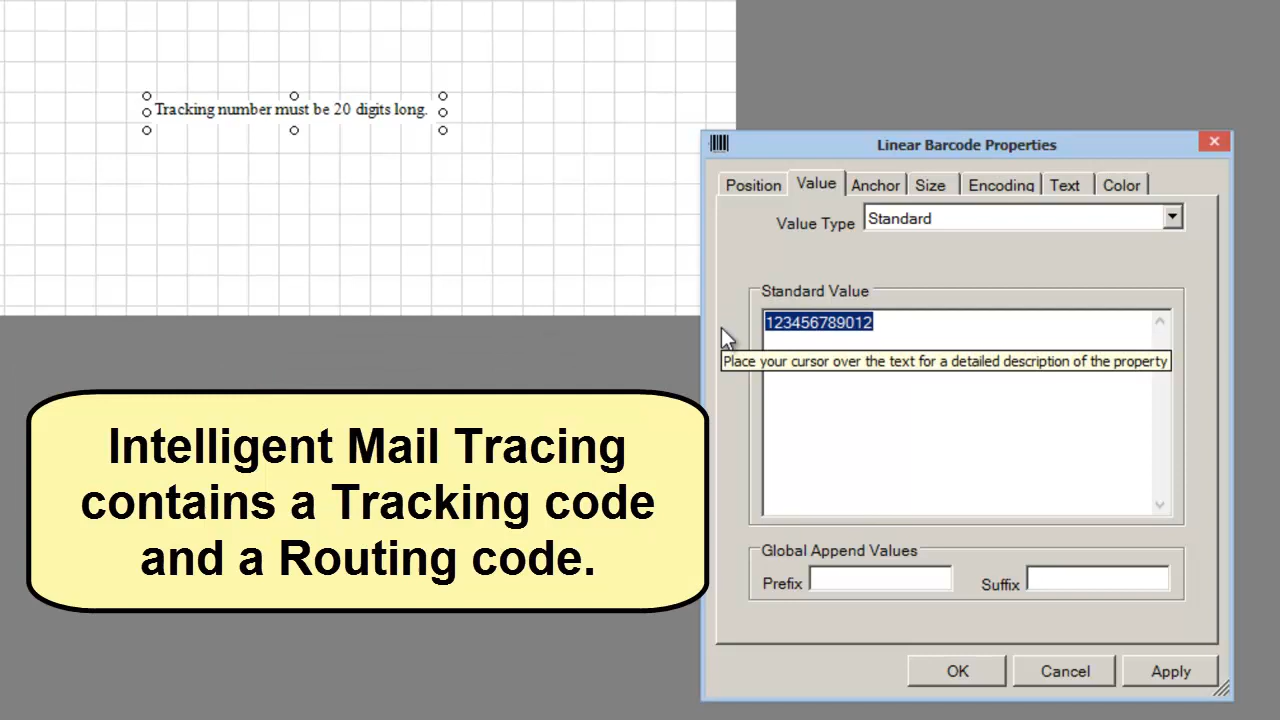 Tracking number must be 20 digits long.
Linear Barcode Properties
Position Value Anchor Size Encoding Text Color
Value Type Standard
Standard Value
123456789012
Place your cursor over the text for a detailed description of the property
Intelligent Mail Tracing
contains a Tracking code
and a Routing code.
Global Append Values
Prefix Suffix
OK Cancel Apply